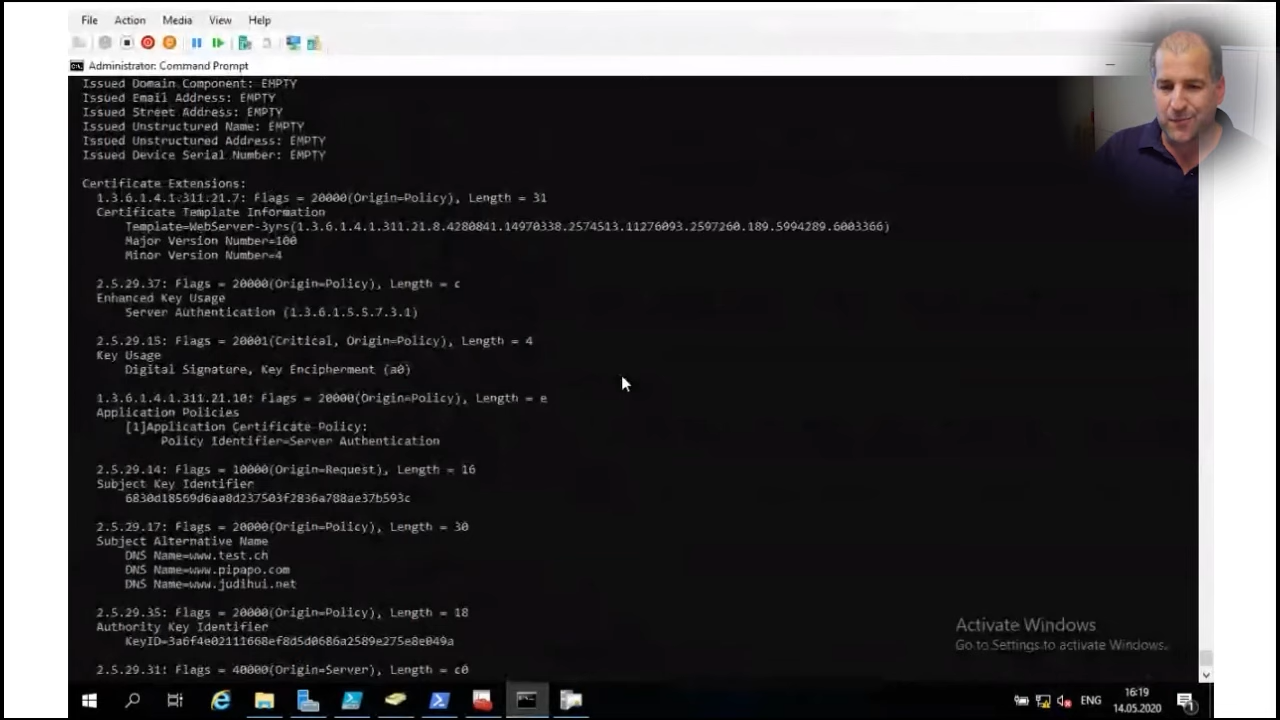 File Action Media View Help
Administrator: Command Prompt
Issued Domain Component: EMPTY
Issued Email Address: EMPTY
Issued Street Address: EMPTY
Issued Unstructured Name: EMPTY
Issued Unstructured Address: EMPTY
Issued Device Serial Number: EMPTY
Certificate Extensions:
1.3.6.1.4.1.311.21.7: Flags = 20000(Origin=Policy), Length = 31
Certificate Template Information
Template=WebServer-3yrs(1.3.6.1.4.1.311.21.8.4280841.14970338.2574513.11276093.2597260.189.5994289.6003366)
Major Version Number=100
Minor Version Number=4
2.5.29.37: Flags = 20000(Origin=Policy), Length = c
Enhanced Key Usage
Server Authentication (1.3.6.1.5.5.7.3.1)
2.5.29.15: Flags = 20001(Critical, Origin=Policy), Length = 4
Key Usage
Digital Signature, Key Encipherment (a0)
1.3.6.1.4.1.311.21.10: Flags = 20000(Origin=Policy), Length = e
Application Policies
[1]Application Certificate Policy:
Policy Identifier=Server Authentication
2.5.29.14: Flags = 10000(Origin=Request), Length = 16
Subject Key Identifier
6830d18569d6aa8d237503f2836a788ae37b593c
2.5.29.17: Flags = 20000(Origin=Policy), Length = 30
Subject Alternative Name
DNS Name=www.test.ch
DNS Name=www.pipapo.com
DNS Name=www.judihui.net
2.5.29.35: Flags = 20000(Origin=Policy), Length = 18
Authority Key Identifier
KeyID=3a6f4e02111668ef8d5d0686a2589e275e8e049a
2.5.29.31: Flags = 40000(Origin=Server), Length = c0
Activate Windows
Go to Settings to activate Windows.
ENG
16:19
14.05.2020
1